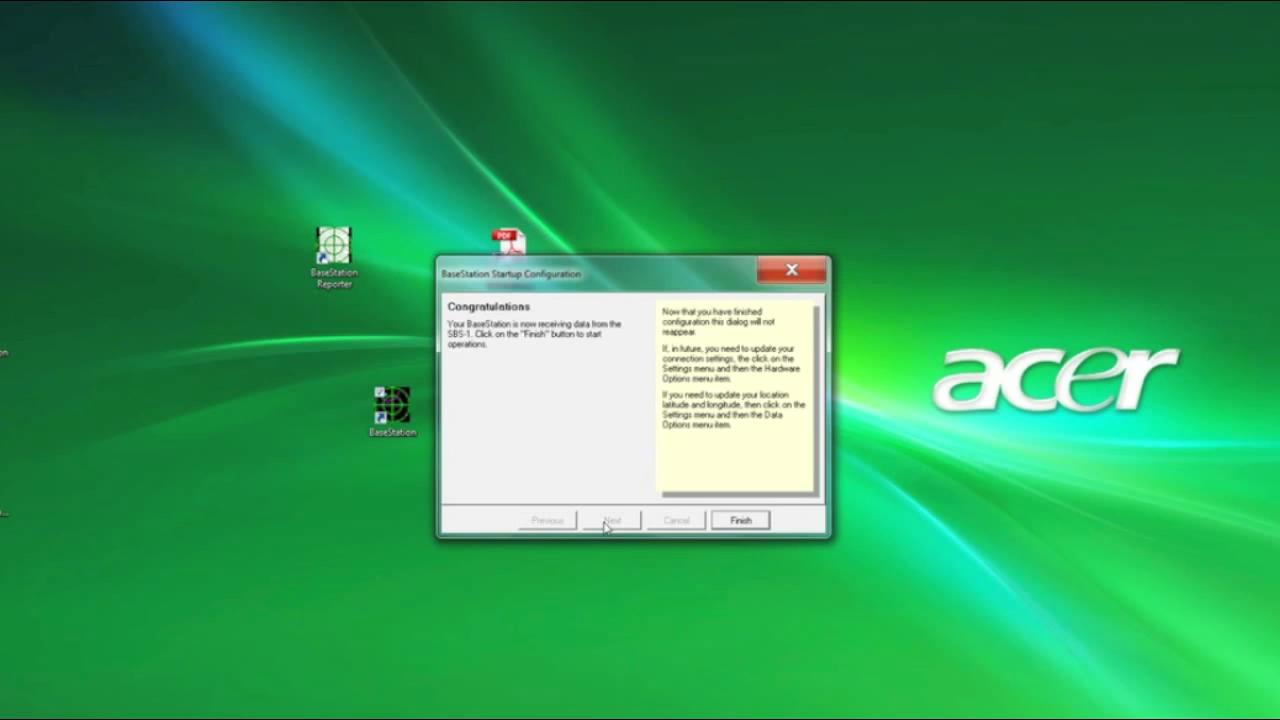 BaseStation
Reporter
PDF
BaseStation Startup Configuration
Congratulations
Your BaseStation is now receiving data from the
SBS-1. Click on the "Finish" button to start
operations.
Now that you have finished
configuration this dialog will not
reappear.
If, in future, you need to update your
connection settings, the click on the
Settings menu and then the Hardware
Options menu item.
If you need to update your location
latitude and longitude, then click on the
Settings menu and then the Data
Options menu item.
acer
BaseStation
Previous
Next
Cancel
Finish